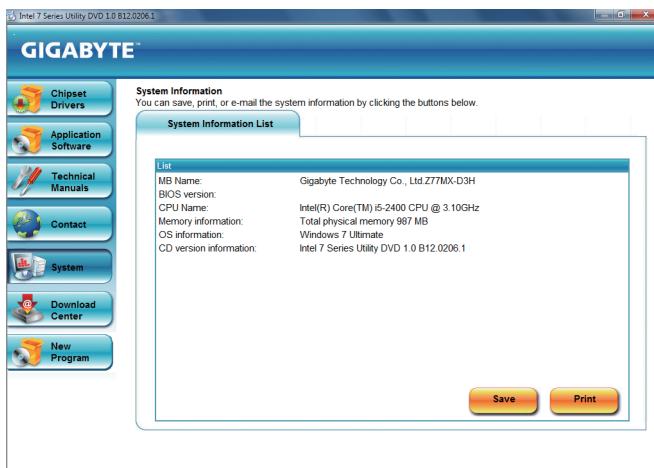 Intel 7 Series Utility DVD 1.0 B12.0206.1
GIGABYTE™
Chipset
Drivers
Application
Software
Technical
Manuals
Contact
System
Download
Center
New
Program
System Information
You can save, print, or e-mail the system information by clicking the buttons below.
System Information List
List
MB Name: Gigabyte Technology Co., Ltd.Z77MX-D3H
BIOS version:
CPU Name: Intel(R) Core(TM) i5-2400 CPU @ 3.10GHz
Memory information: Total physical memory 987 MB
OS information: Windows 7 Ultimate
CD version information: Intel 7 Series Utility DVD 1.0 B12.0206.1
Save Print